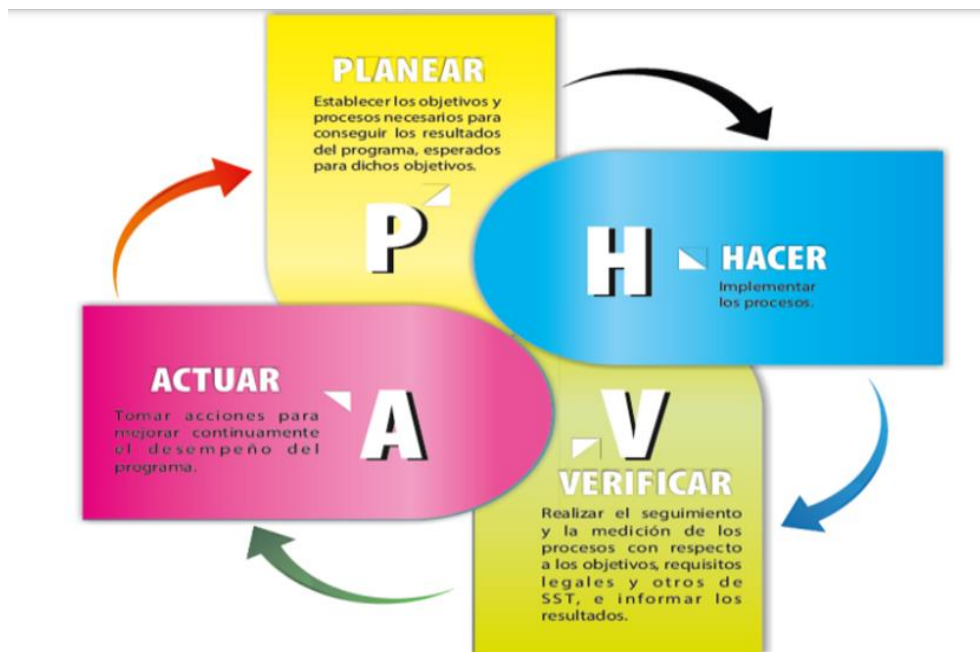 PLANEAR
Establecer los objetivos y
procesos necesarios para
conseguir los resultados
del programa, esperados
para dichos objetivos.
P
H
HACER
Implementar
los procesos.
V
VERIFICAR
Realizar el seguimiento
y la medición de los
procesos con respecto
a los objetivos, requisitos
legales y otros de
SST, e informar los
resultados.
ACTUAR
Tomar acciones para
mejorar continuamente
el desempeño del
programa.
A